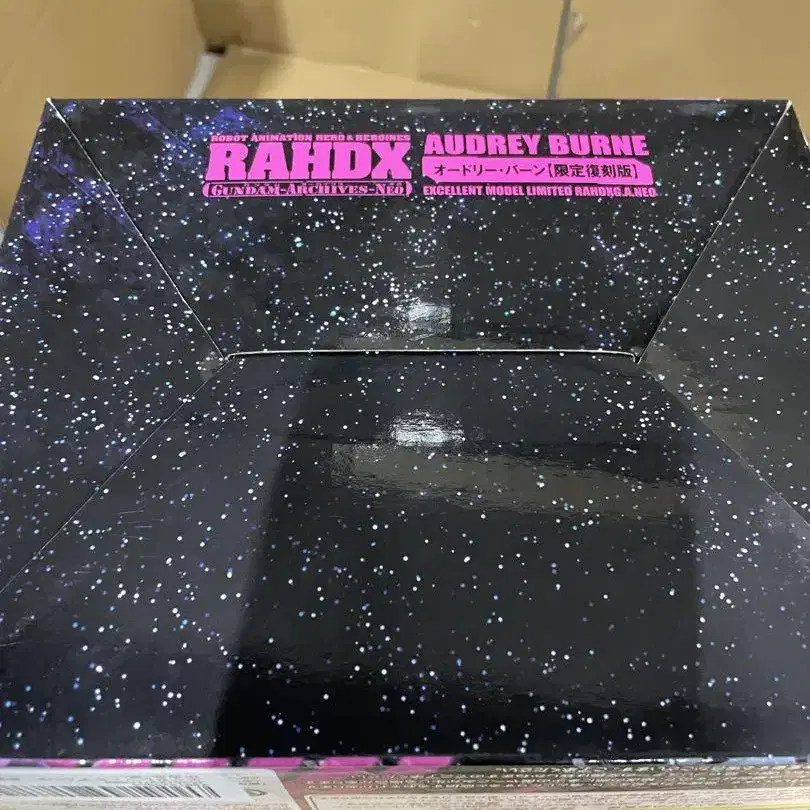 ROBOT ANIMATION HERO & HEROINES
RAHDX
GUNDAM-ARCHIVES-NEO
AUDREY BURNE
オードリー・バーン【限定復刻版】
EXCELLENT MODEL LIMITED RAHDXG.A.NEO